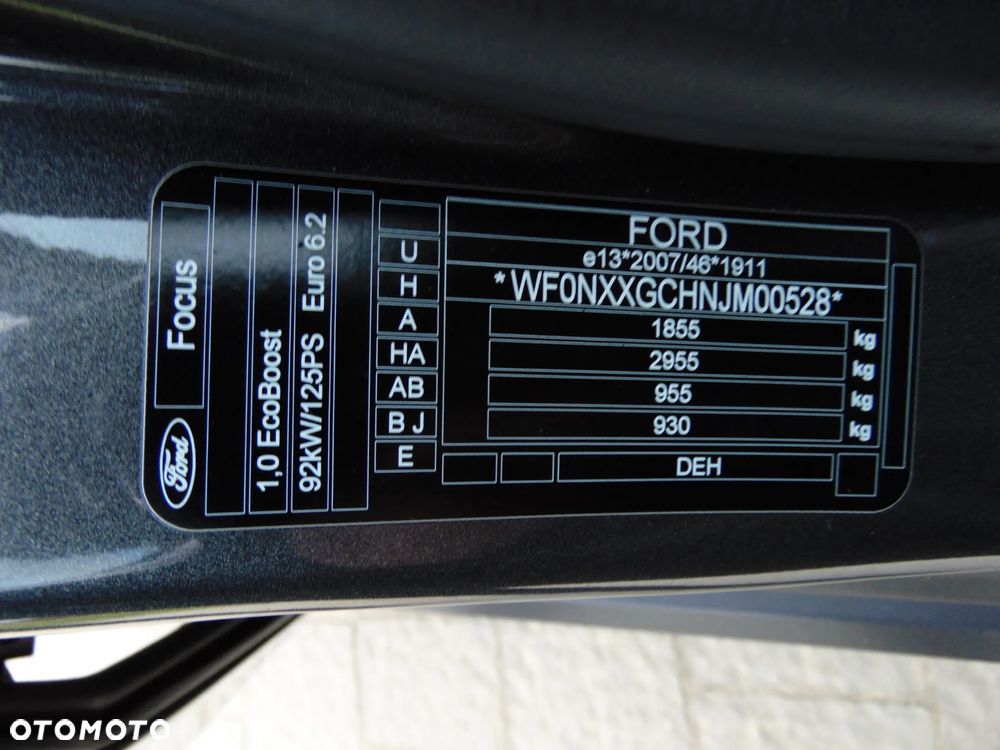 Ford
Focus
1,0 EcoBoost
92kW/125PS Euro 6.2
U
H
A
HA
AB
B J
E
FORD
e13*2007/46*1911
*WF0NXXGCHNJM00528*
1855 kg
2955 kg
955 kg
930 kg
DEH
OTOMOTO